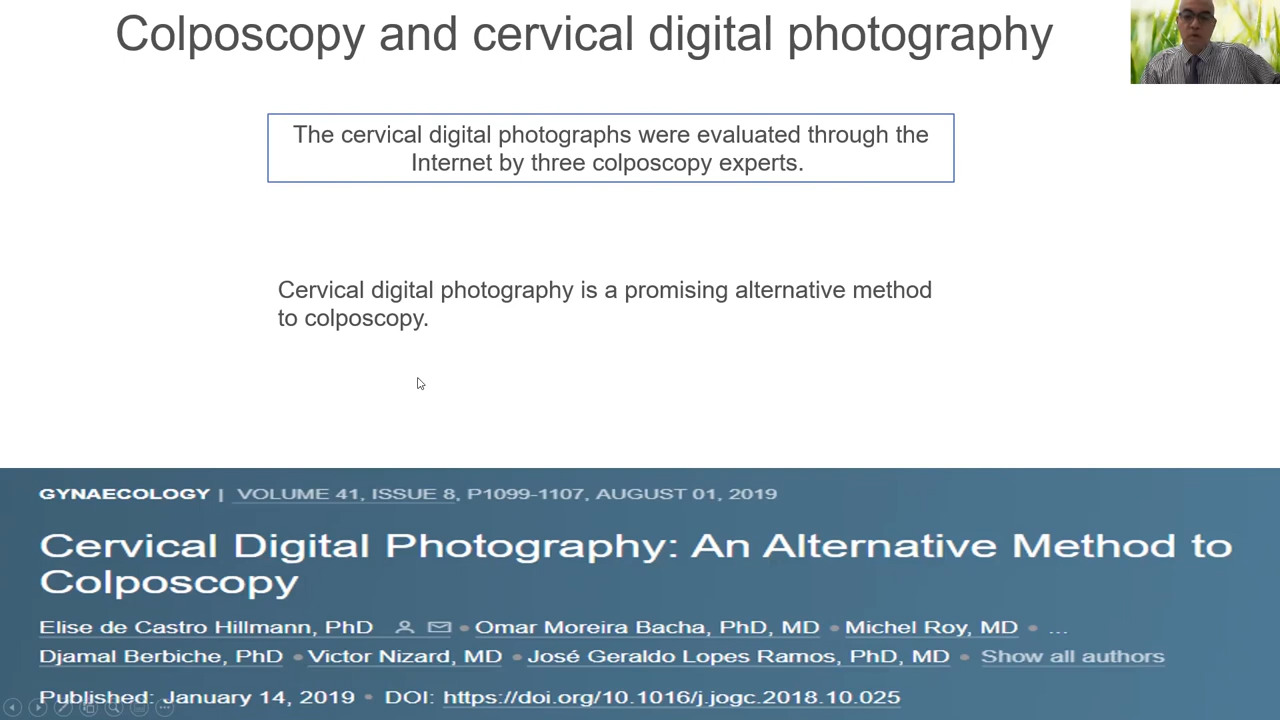 Colposcopy and cervical digital photography
The cervical digital photographs were evaluated through the
Internet by three colposcopy experts.
Cervical digital photography is a promising alternative method
to colposcopy.
GYNAECOLOGY | VOLUME 41, ISSUE 8, P1099-1107, AUGUST 01, 2019
Cervical Digital Photography: An Alternative Method to
Colposcopy
Elise de Castro Hillmann, PhD • Omar Moreira Bacha, PhD, MD • Michel Roy, MD • ...
Djamal Berbiche, PhD • Victor Nizard, MD • José Geraldo Lopes Ramos, PhD, MD • Show all authors
Published: January 14, 2019 • DOI: https://doi.org/10.1016/j.jogc.2018.10.025